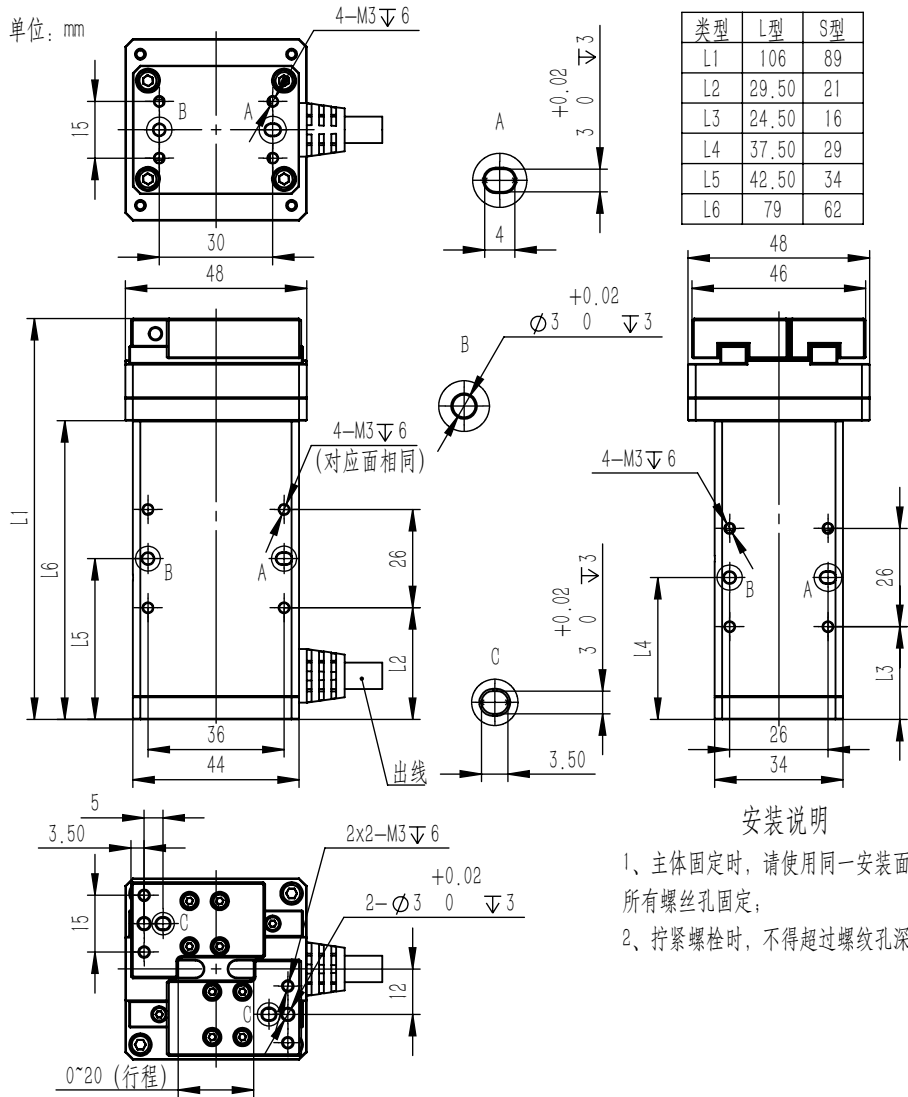 单位: mm
4-M3↧6
B
A
15
30
48
A
3 +0.02 0 ↧3
4
类型 L型 S型
L1 106 89
L2 29.50 21
L3 24.50 16
L4 37.50 29
L5 42.50 34
L6 79 62
48
46
B
+0.02
Ø3 0 ↧3
4-M3↧6
(对应面相同)
4-M3↧6
L1
L6
L5
B
A
26
L2
36
44
出线
C
3 +0.02 0 ↧3
3.50
B
A
L4
26
L3
26
34
5
3.50
15
C
C
2x2-M3↧6
+0.02
2-Ø3 0 ↧3
12
0~20 (行程)
安装说明
1、主体固定时, 请使用同一安装面
所有螺丝孔固定;
2、拧紧螺栓时, 不得超过螺纹孔深